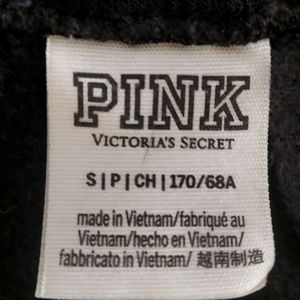 PINK
VICTORIA'S SECRET
S | P | CH | 170/68A
made in Vietnam/fabriqué au
Vietnam/hecho en Vietnam/
fabbricato in Vietnam/ 越南制造